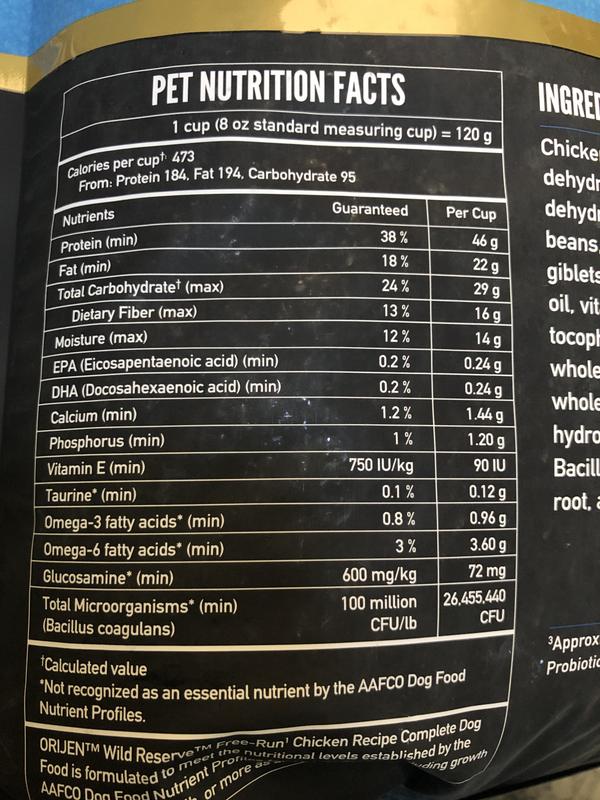 PET NUTRITION FACTS
1 cup (8 oz standard measuring cup) = 120 g
Calories per cup† 473
From: Protein 184, Fat 194, Carbohydrate 95
Nutrients Guaranteed Per Cup
Protein (min) 38 % 46 g
Fat (min) 18 % 22 g
Total Carbohydrate† (max) 24 % 29 g
Dietary Fiber (max) 13 % 16 g
Moisture (max) 12 % 14 g
EPA (Eicosapentaenoic acid) (min) 0.2 % 0.24 g
DHA (Docosahexaenoic acid) (min) 0.2 % 0.24 g
Calcium (min) 1.2 % 1.44 g
Phosphorus (min) 1 % 1.20 g
Vitamin E (min) 750 IU/kg 90 IU
Taurine* (min) 0.1 % 0.12 g
Omega-3 fatty acids* (min) 0.8 % 0.96 g
Omega-6 fatty acids* (min) 3 % 3.60 g
Glucosamine* (min) 600 mg/kg 72 mg
Total Microorganisms* (min) 100 million 26,455,440
(Bacillus coagulans) CFU/lb CFU
†Calculated value
*Not recognized as an essential nutrient by the AAFCO Dog Food
Nutrient Profiles.
ORIJEN™ Wild Reserve™ Free-Run¹ Chicken Recipe Complete Dog
Food is formulated to meet the nutritional levels established by the
AAFCO Dog Food Nutrient or more as growth
INGRED
Chicke
dehydr
dehydr
beans,
giblets
oil, vit
tocoph
whole
whole
hydro
Bacill
root, a
³Approx
Probiotic